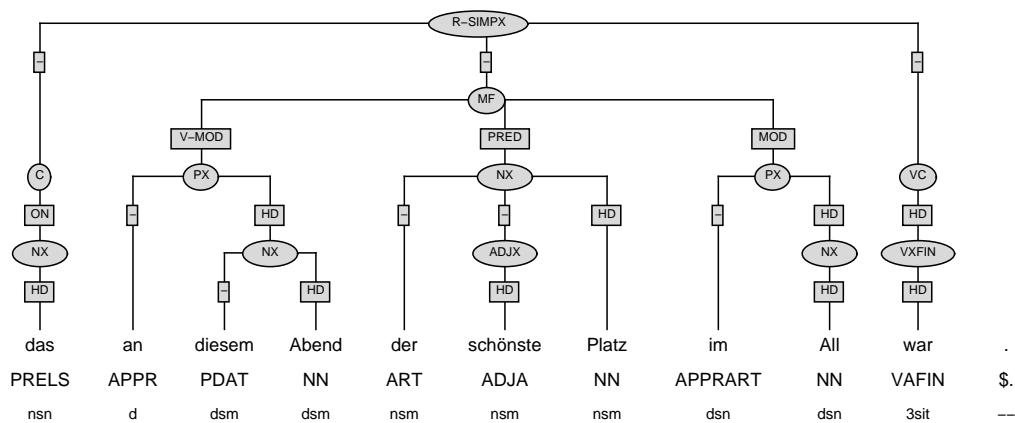 R−SIMPX
− − −
MF
V−MOD PRED MOD
C PX NX PX VC
ON − HD − − HD − HD HD
NX NX ADJX NX VXFIN
HD − HD HD HD HD
das an diesem Abend der schönste Platz im All war .
PRELS APPR PDAT NN ART ADJA NN APPRART NN VAFIN $.
nsn d dsm dsm nsm nsm nsm dsn dsn 3sit −−